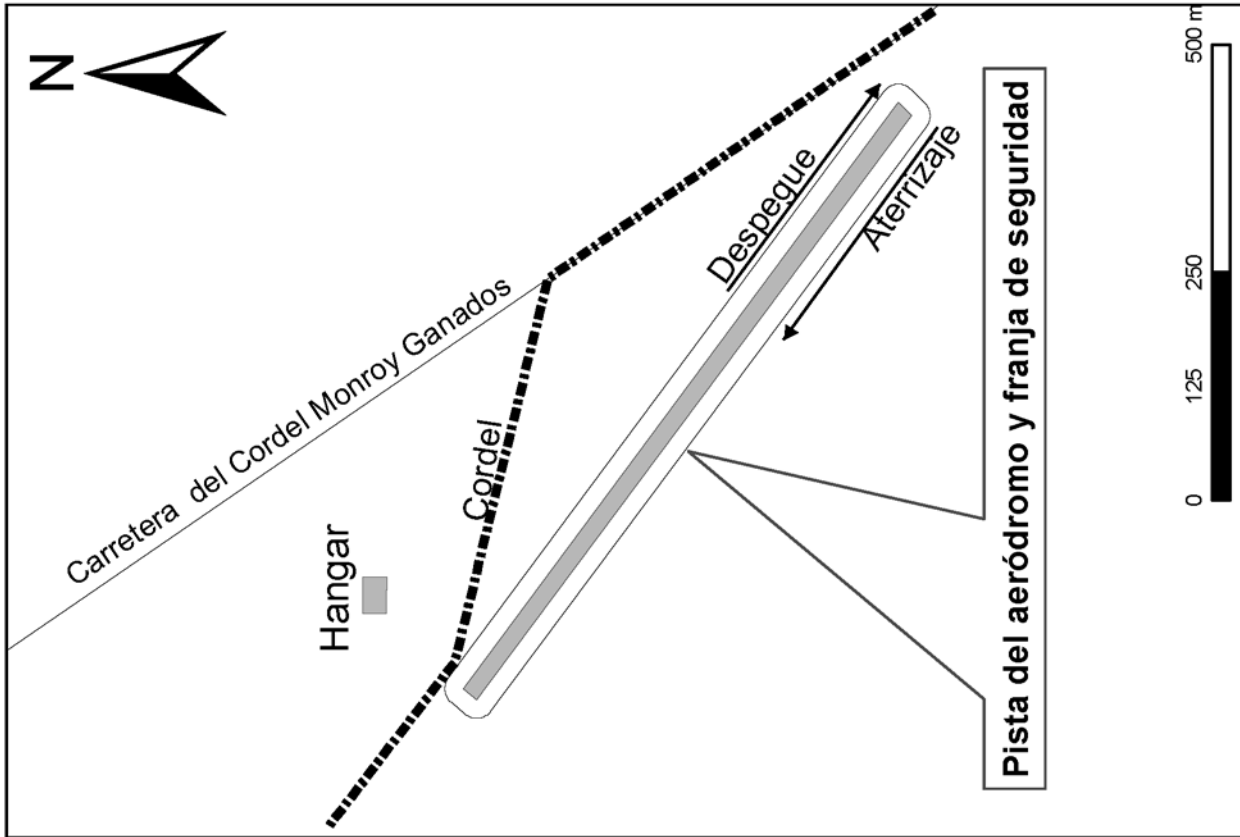 N
Carretera del Cordel Monroy Ganados
Hangar
Cordel
Despegue
Aterrizaje
Pista del aeródromo y franja de seguridad
0 125 250 500 m